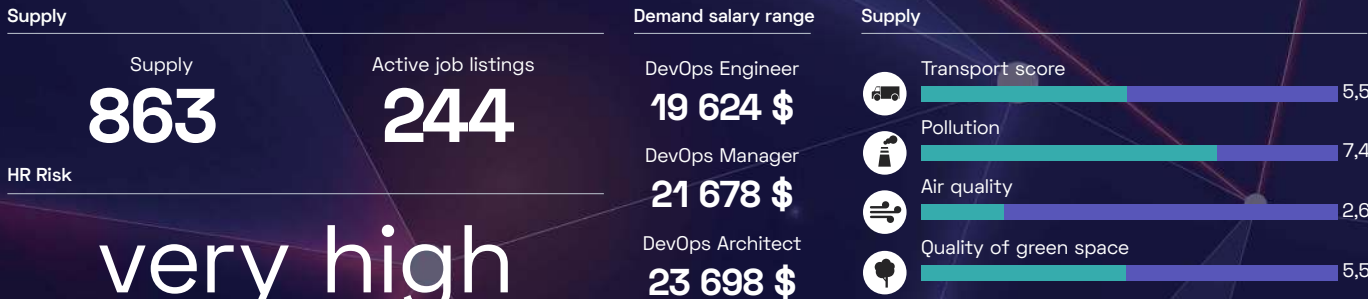 Supply
Supply
863
Active job listings
244
HR Risk
very high
Demand salary range
DevOps Engineer
19 624 $
DevOps Manager
21 678 $
DevOps Architect
23 698 $
Supply
Transport score
5,5
Pollution
7,4
Air quality
2,6
Quality of green space
5,5